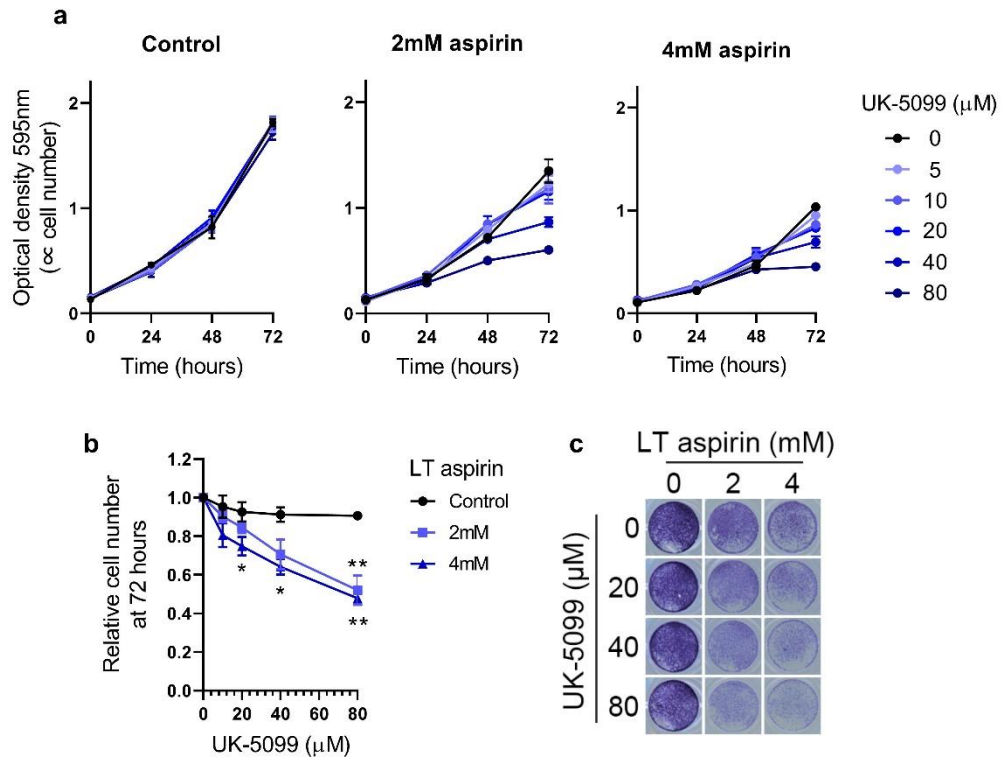 a
Control
2mM aspirin
4mM aspirin
Optical density 595nm
(∝ cell number)
2
1
0
0 24 48 72
Time (hours)
2
1
0
0 24 48 72
Time (hours)
2
1
0
0 24 48 72
Time (hours)
UK-5099 (μM)
0
5
10
20
40
80
b
Relative cell number
at 72 hours
1.2
1.0
0.8
0.6
0.4
0.2
0.0
0 20 40 60 80
UK-5099 (μM)
*
*
**
**
LT aspirin
Control
2mM
4mM
c
LT aspirin (mM)
0 2 4
UK-5099 (μM)
0
20
40
80